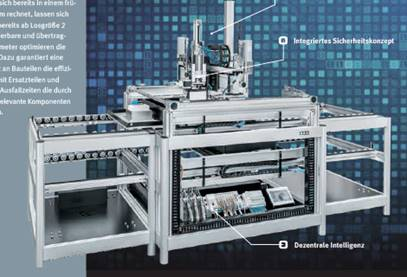 sich bereits in einem frü-
m rechnet, lassen sich
bereits ab Losgröße 2
erbare und übertrag-
meter optimieren die
Dazu garantiert eine
an Bauteilen die effizi-
mit Ersatzteilen und
Ausfallzeiten die durch
elevante Komponenten
Integriertes Sicherheitskonzept
Dezentrale Intelligenz